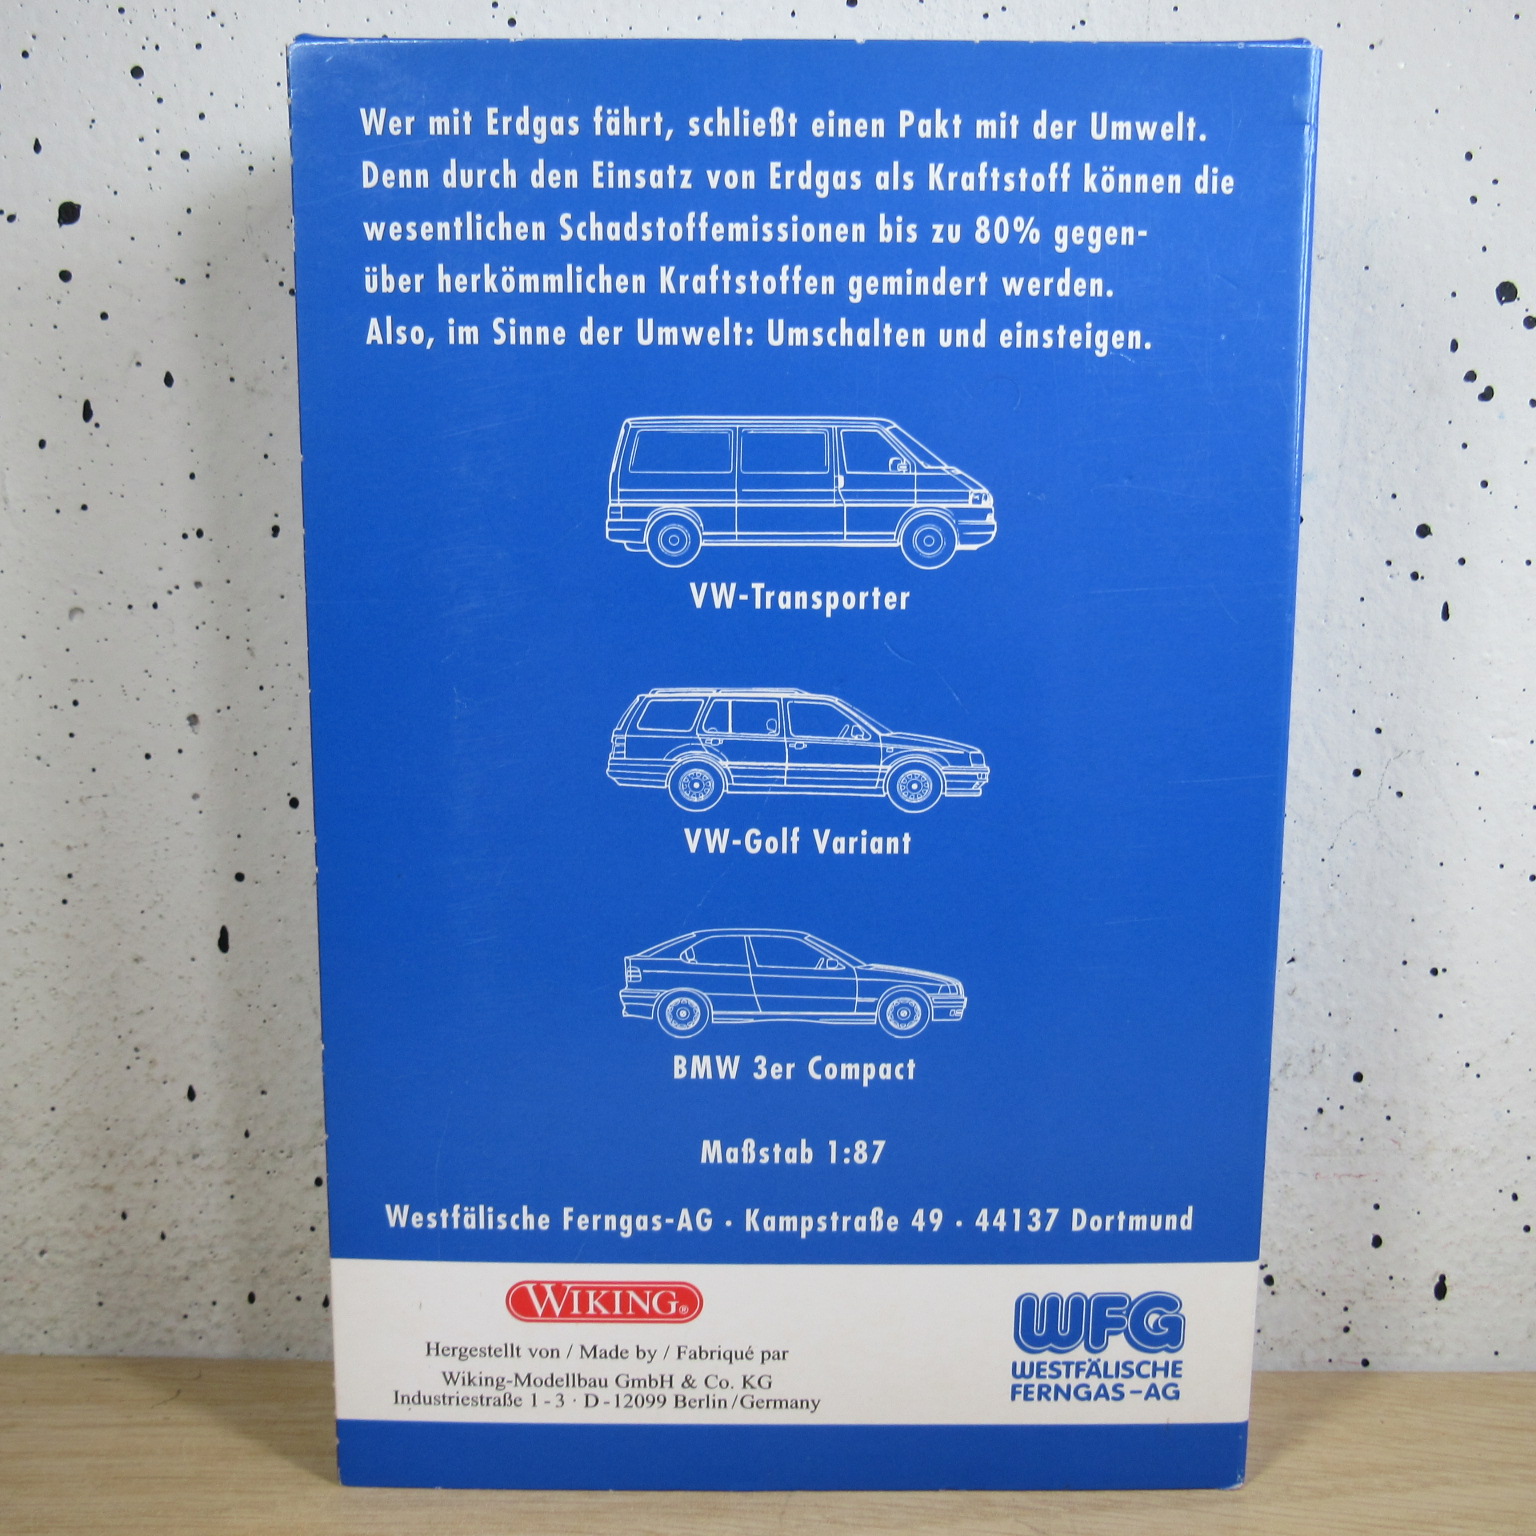 Wer mit Erdgas fährt, schließt einen Pakt mit der Umwelt.
Denn durch den Einsatz von Erdgas als Kraftstoff können die
wesentlichen Schadstoffemissionen bis zu 80% gegen-
über herkömmlichen Kraftstoffen gemindert werden.
Also, im Sinne der Umwelt: Umschalten und einsteigen.
VW-Transporter
VW-Golf Variant
BMW 3er Compact
Maßstab 1:87
Westfälische Ferngas-AG · Kampstraße 49 · 44137 Dortmund
WIKING®
Hergestellt von / Made by / Fabriqué par
Wiking-Modellbau GmbH & Co. KG
Industriestraße 1 - 3 · D - 12099 Berlin / Germany
WFG
WESTFÄLISCHE
FERNGAS-AG